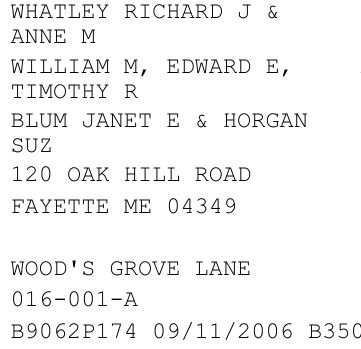 WHATLEY RICHARD J &
ANNE M
WILLIAM M, EDWARD E,
TIMOTHY R
BLUM JANET E & HORGAN
SUZ
120 OAK HILL ROAD
FAYETTE ME 04349
WOOD'S GROVE LANE
016-001-A
B9062P174 09/11/2006 B350